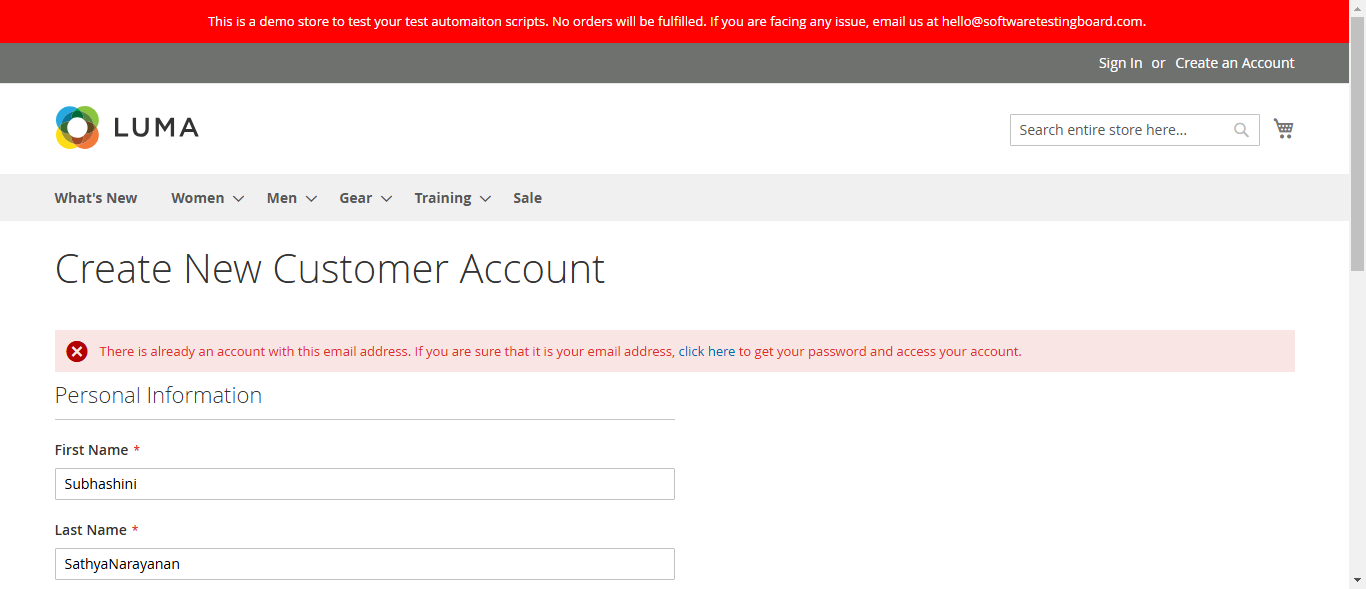 This is a demo store to test your test automaiton scripts. No orders will be fulfilled. If you are facing any issue, email us at hello@softwaretestingboard.com.
Sign In or Create an Account
LUMA
Search entire store here...
What's New Women Men Gear Training Sale
Create New Customer Account
There is already an account with this email address. If you are sure that it is your email address, click here to get your password and access your account.
Personal Information
First Name *
Subhashini
Last Name *
SathyaNarayanan